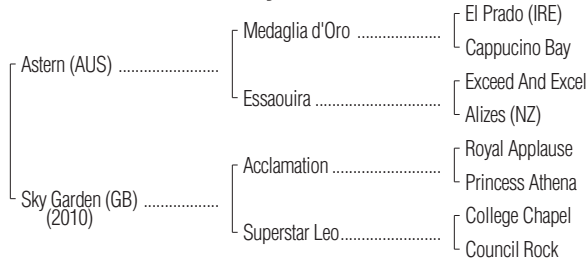 El Prado (IRE)
Medaglia d'Oro ....................
Cappucino Bay
Astern (AUS) ........................
Exceed And Excel
Essaouira ..............................
Alizes (NZ)
Royal Applause
Acclamation ..........................
Princess Athena
Sky Garden (GB) ..................
(2010)
College Chapel
Superstar Leo........................
Council Rock